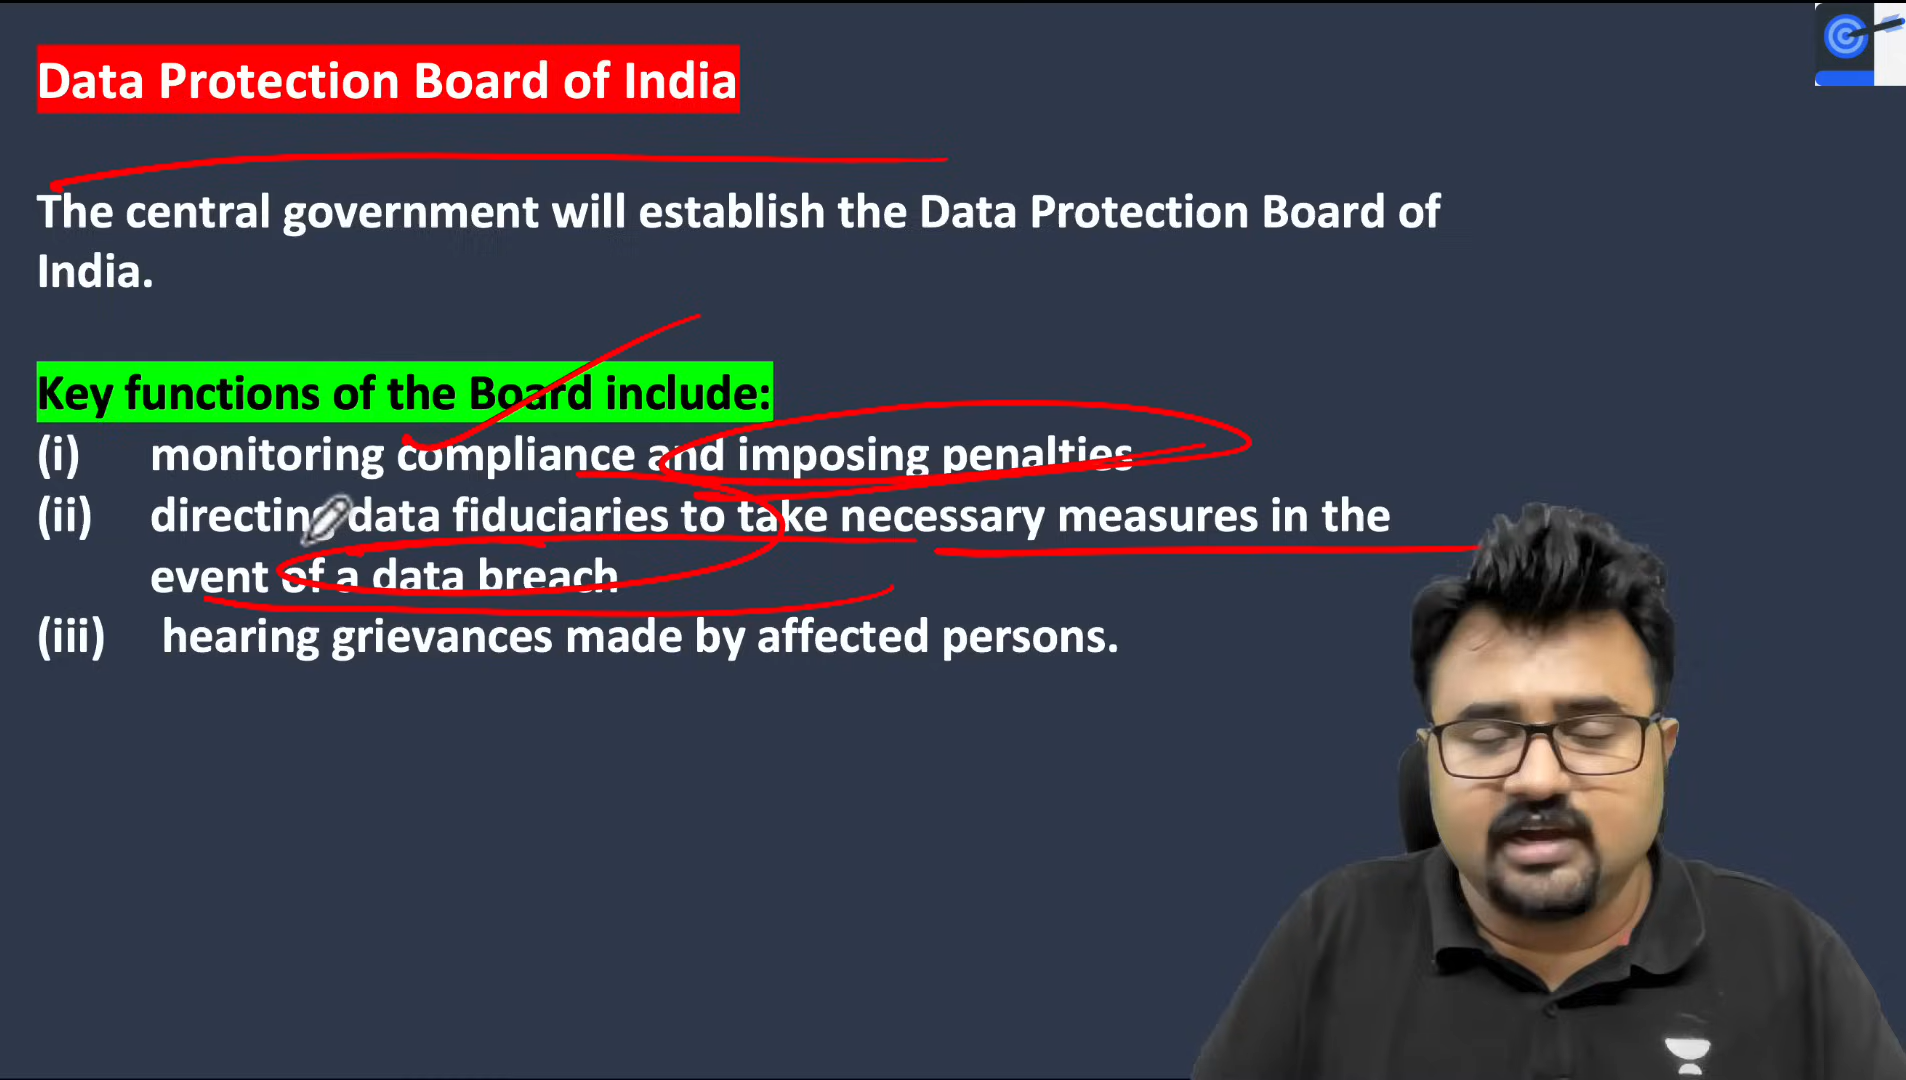 Data Protection Board of India
The central government will establish the Data Protection Board of
India.
Key functions of the Board include:
(i) monitoring compliance and imposing penalties
(ii) directing data fiduciaries to take necessary measures in the
event of a data breach
(iii) hearing grievances made by affected persons.